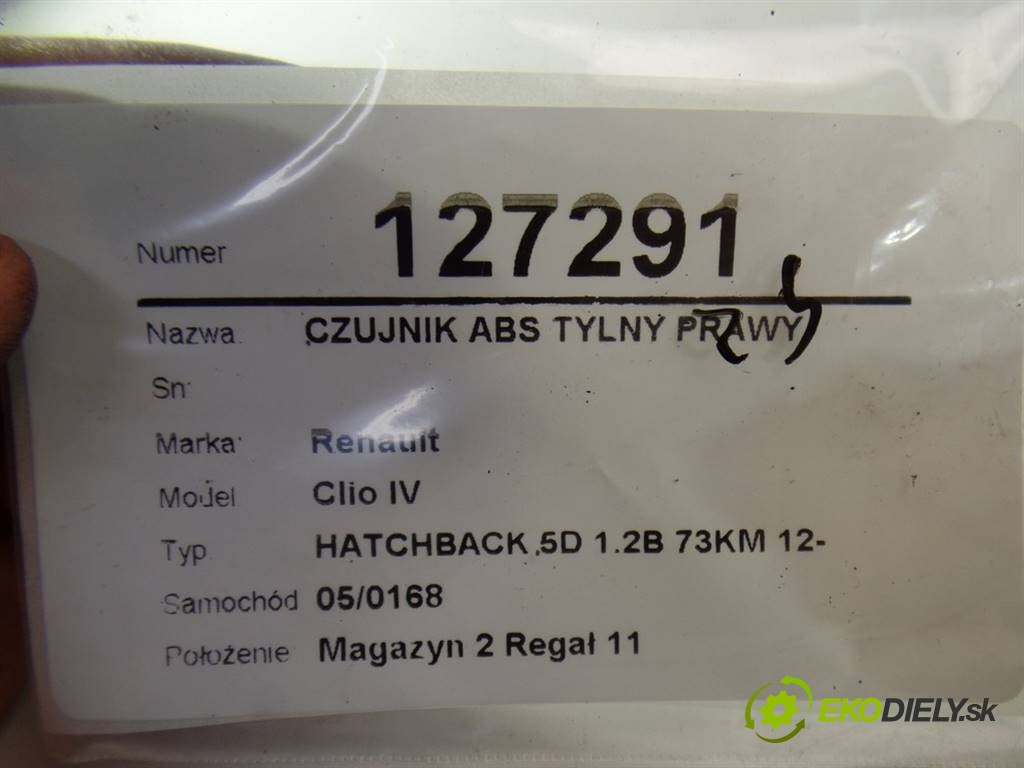 Numer 127291
Nazwa: CZUJNIK ABS TYLNY PRAWY
Sn:
Marka: Renault
Model Clio IV
Typ HATCHBACK 5D 1.2B 73KM 12-
Samochód 05/0168
Położenie Magazyn 2 Regał 11
EKODIELY.sk